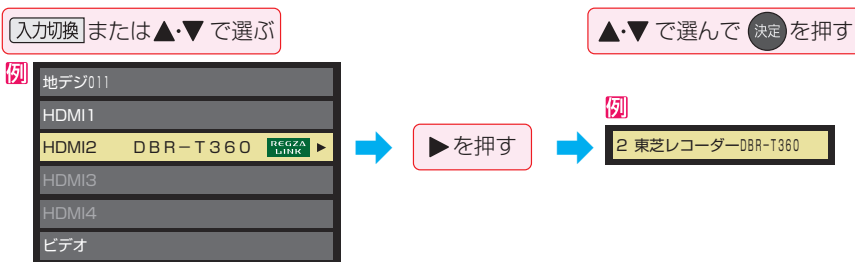 入力切換 または▲・▼ で選ぶ
例
地デジ011
HDMI1
HDMI2 DBR−T360 REGZA LINK ▶
HDMI3
HDMI4
ビデオ
▶を押す
▲・▼ で選んで 決定 を押す
例
2 東芝レコーダーDBR-T360